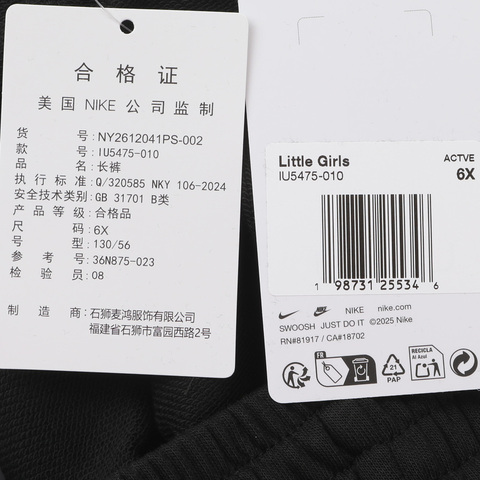 合格证
美国 NIKE 公司监制
货 号:NY2612041PS-002
款 号:IU5475-010
品 名:长裤
执行标准:Q/320585 NKY 106-2024
安全技术类别:GB 31701 B类
产品等级:合格品
尺 码:6X
号 型:130/56
参 考 号:36N875-023
检 验 员:08
制 造 商:石狮麦鸿服饰有限公司
福建省石狮市富园西路2号
Little Girls
ACTVE
IU5475-010
6X
1 98731 25534 6
NIKE nike.com
SWOOSH JUST DO IT ©2025 Nike
RN#81917 / CA#18702
FR
21
PAP
RECICLA
Al Azul